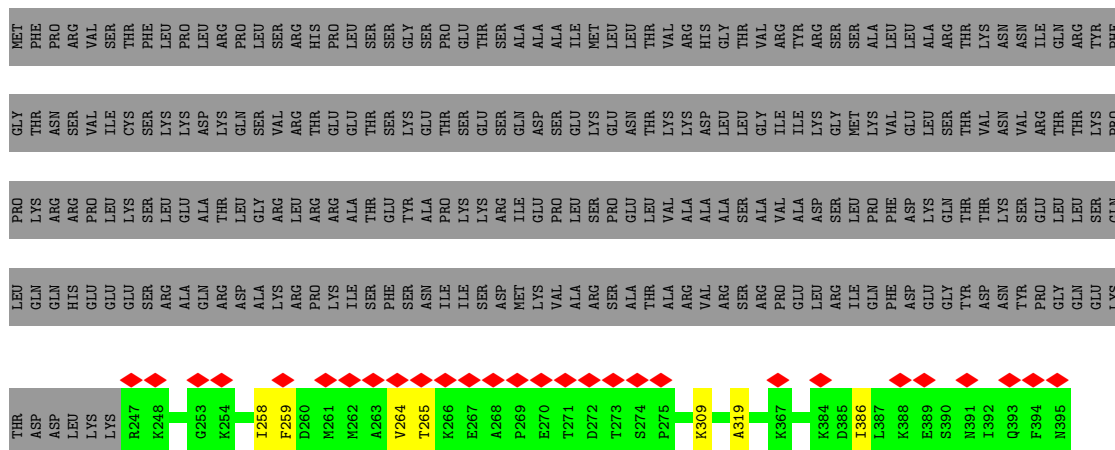 MET PHE PRO ARG VAL SER THR PHE LEU PRO LEU ARG PRO LEU SER ARG HIS PRO LEU SER SER GLY SER PRO GLU THR SER ALA ALA ALA ILE MET LEU LEU THR VAL ARG HIS GLY THR VAL ARG TYR ARG SER SER ALA LEU LEU ALA ARG THR LYS ASN ASN ILE GLN ARG TYR PHE
GLY THR ASN SER VAL ILE CYS SER LYS LYS ASP LYS GLN SER VAL ARG THR GLU GLU THR SER LYS GLU THR SER GLU SER GLN ASP SER GLU LYS GLU ASN THR LYS LYS ASP LEU LEU GLY ILE ILE LYS GLY MET LYS VAL GLU LEU SER THR VAL ASN VAL ARG THR THR LYS PRO
PRO LYS ARG ARG PRO LEU LYS SER LEU GLU ALA THR LEU GLY ARG LEU ARG ARG ALA THR GLU TYR ALA PRO LYS LYS ARG ILE GLU PRO LEU SER PRO GLU LEU VAL ALA ALA ALA SER ALA VAL ALA ASP SER LEU PRO PHE ASP LYS GLN THR THR LYS SER GLU LEU LEU SER GLN
LEU GLN GLN HIS GLU GLU GLU SER ARG ALA GLN ARG ASP ALA LYS ARG PRO LYS ILE SER PHE SER ASN ILE ILE SER ASP MET LYS VAL ALA ARG SER ALA THR ALA ARG VAL ARG SER ARG PRO GLU LEU ARG ILE GLN PHE ASP GLU GLY TYR ASP ASN TYR PRO GLY GLN GLU LYS
THR ASP ASP LEU LYS LYS R247 K248 G253 K254 I258 F259 D260 M261 M262 A263 V264 T265 K266 E267 A268 P269 E270 T271 D272 T273 S274 P275 K309 A319 K367 K384 D385 I386 L387 K388 E389 S390 N391 I392 Q393 F394 N395